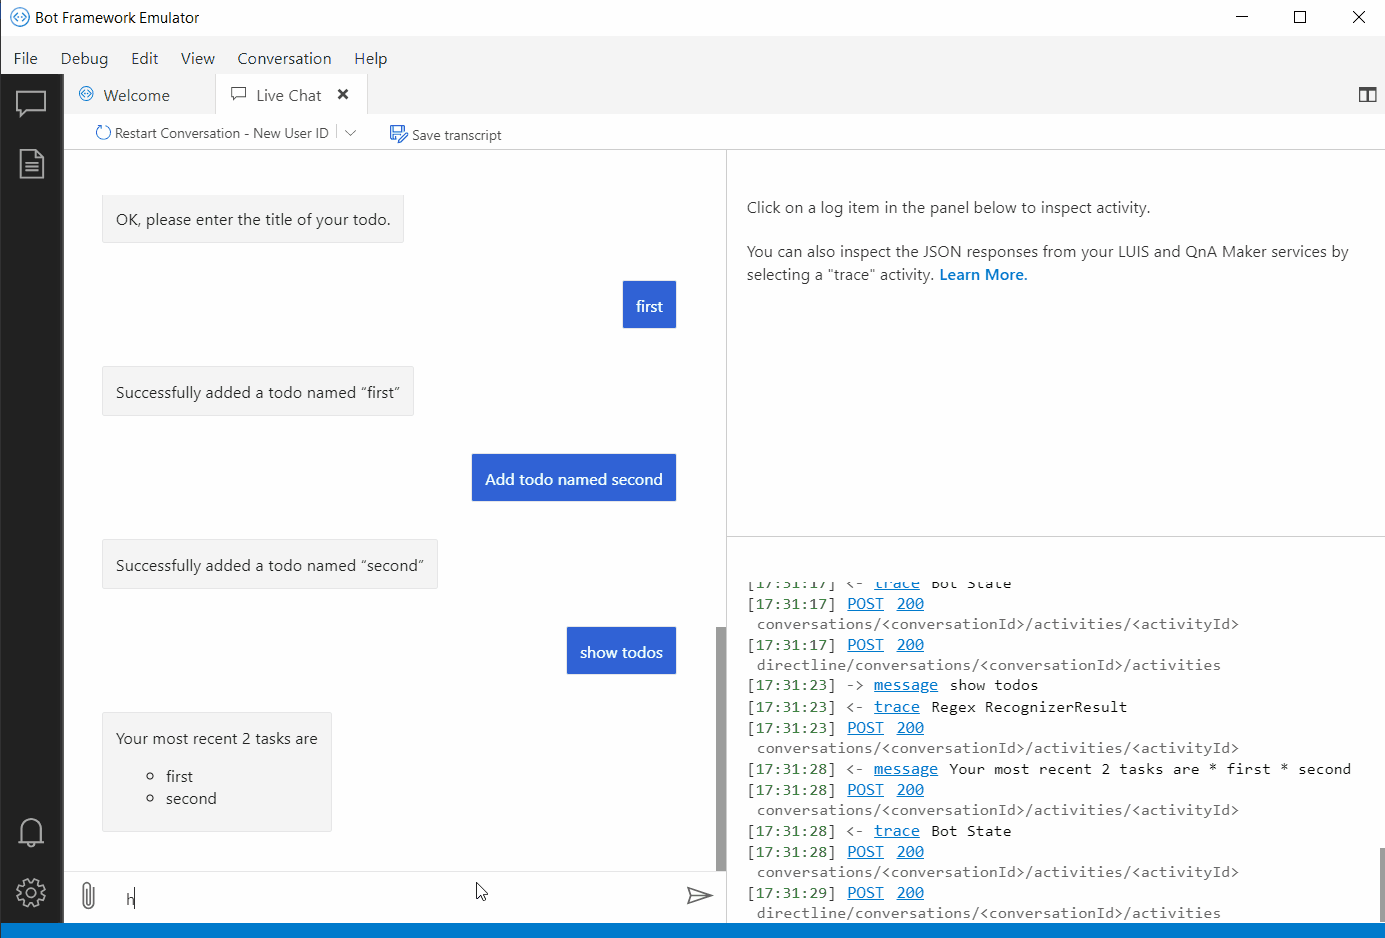 Bot Framework Emulator
File Debug Edit View Conversation Help
Welcome
Live Chat
Restart Conversation - New User ID
Save transcript
OK, please enter the title of your todo.
first
Successfully added a todo named “first”
Add todo named second
Successfully added a todo named “second”
show todos
Your most recent 2 tasks are
first
second
h
Click on a log item in the panel below to inspect activity.
You can also inspect the JSON responses from your LUIS and QnA Maker services by
selecting a "trace" activity. Learn More.
[17:31:17] <- trace Bot State
[17:31:17] POST 200
conversations/<conversationId>/activities/<activityId>
[17:31:17] POST 200
directline/conversations/<conversationId>/activities
[17:31:23] -> message show todos
[17:31:23] <- trace Regex RecognizerResult
[17:31:23] POST 200
conversations/<conversationId>/activities/<activityId>
[17:31:28] <- message Your most recent 2 tasks are * first * second
[17:31:28] POST 200
conversations/<conversationId>/activities/<activityId>
[17:31:28] <- trace Bot State
[17:31:28] POST 200
conversations/<conversationId>/activities/<activityId>
[17:31:29] POST 200
directline/conversations/<conversationId>/activities